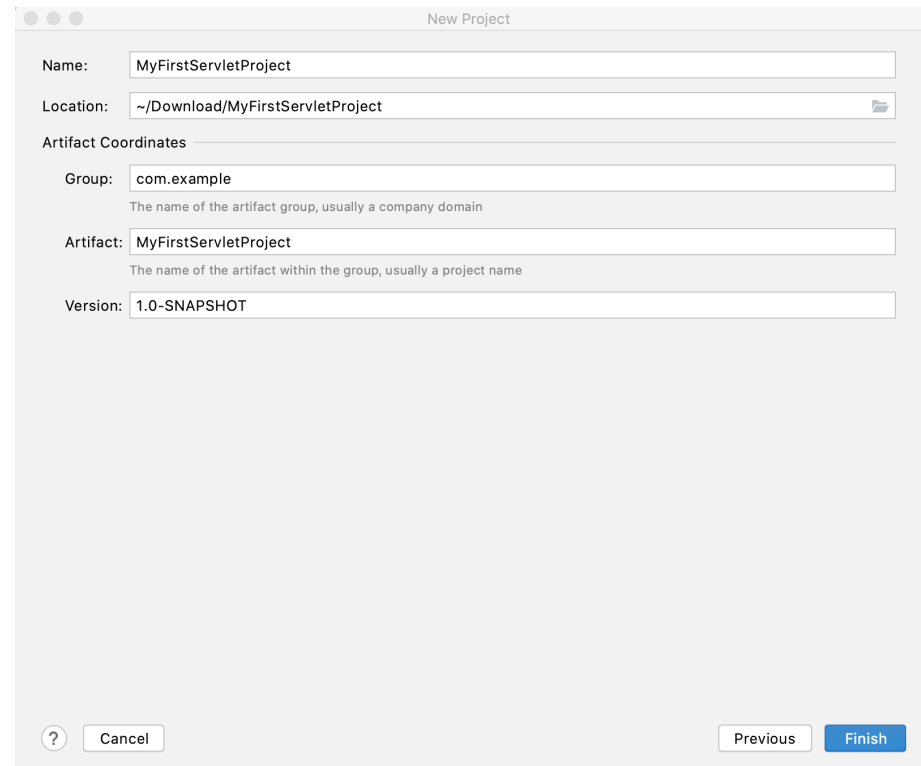 New Project
Name: MyFirstServletProject
Location: ~/Download/MyFirstServletProject
Artifact Coordinates
Group: com.example
The name of the artifact group, usually a company domain
Artifact: MyFirstServletProject
The name of the artifact within the group, usually a project name
Version: 1.0-SNAPSHOT
? Cancel Previous Finish